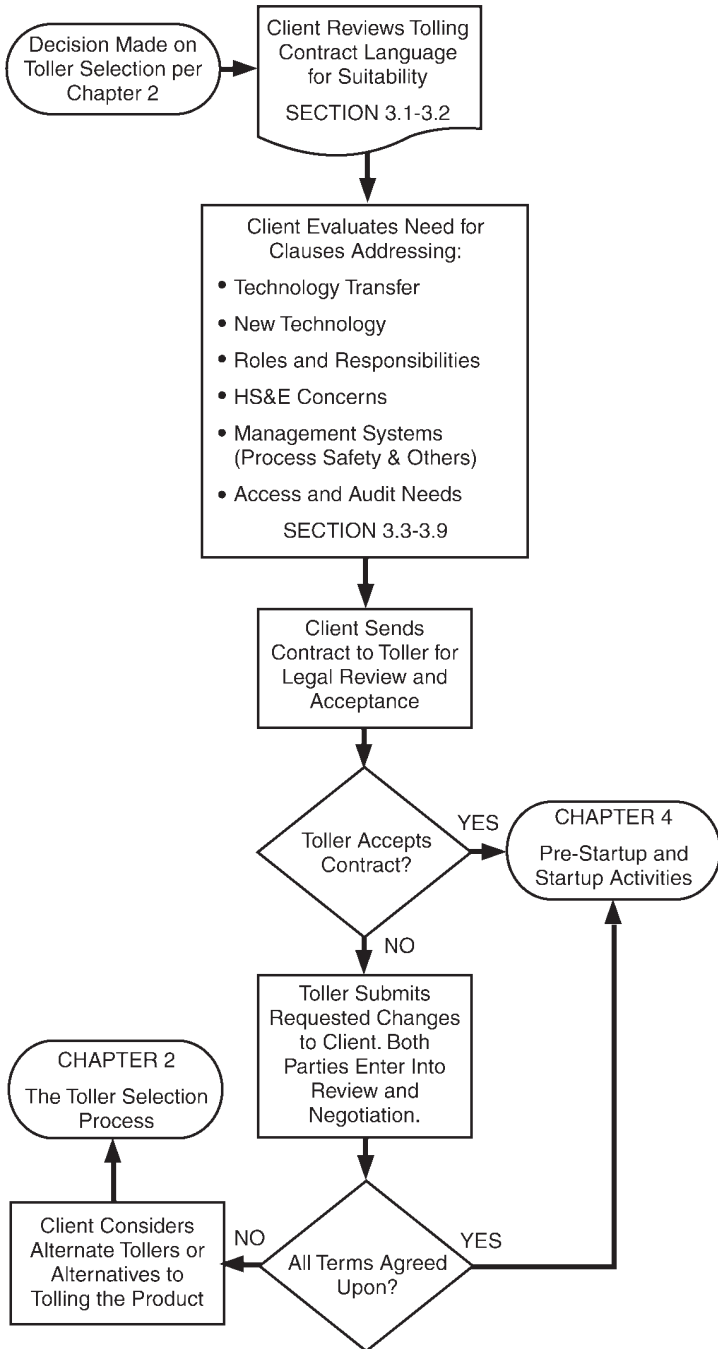 Decision Made on
Toller Selection per
Chapter 2
Client Reviews Tolling
Contract Language
for Suitability
SECTION 3.1-3.2
Client Evaluates Need for
Clauses Addressing:
• Technology Transfer
• New Technology
• Roles and Responsibilities
• HS&E Concerns
• Management Systems
(Process Safety & Others)
• Access and Audit Needs
SECTION 3.3-3.9
Client Sends
Contract to Toller for
Legal Review and
Acceptance
Toller Accepts
Contract?
YES
CHAPTER 4
Pre-Startup and
Startup Activities
NO
Toller Submits
Requested Changes
to Client. Both
Parties Enter Into
Review and
Negotiation.
All Terms Agreed
Upon?
YES
NO
Client Considers
Alternate Tollers or
Alternatives to
Tolling the Product
CHAPTER 2
The Toller Selection
Process